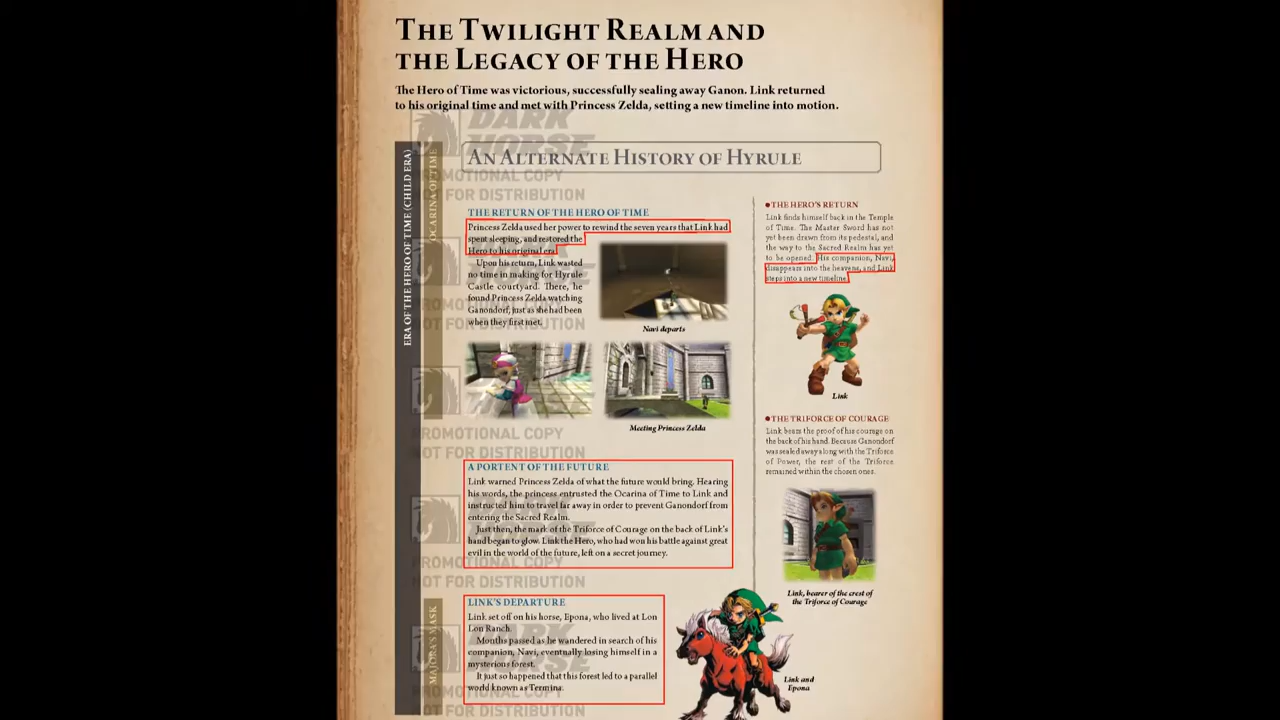 THE TWILIGHT REALM AND
THE LEGACY OF THE HERO
The Hero of Time was victorious, successfully sealing away Ganon. Link returned
to his original time and met with Princess Zelda, setting a new timeline into motion.
DARK
HORSE
PROMOTIONAL COPY
NOT FOR DISTRIBUTION
ERA OF THE HERO OF TIME (CHILD ERA)
OCARINA OF TIME
AN ALTERNATE HISTORY OF HYRULE
THE RETURN OF THE HERO OF TIME
Princess Zelda used her power to rewind the seven years that Link had
spent sleeping, and restored the
Hero to his original era.
Upon his return, Link wasted
no time in making for Hyrule
Castle courtyard. There, he
found Princess Zelda watching
Ganondorf, just as she had been
when they first met.
Navi departs
Meeting Princess Zelda
PROMOTIONAL COPY
NOT FOR DISTRIBUTION
A PORTENT OF THE FUTURE
Link warned Princess Zelda of what the future would bring. Hearing
his words, the princess entrusted the Ocarina of Time to Link and
instructed him to travel far away in order to prevent Ganondorf from
entering the Sacred Realm.
Just then, the mark of the Triforce of Courage on the back of Link's
hand began to glow. Link the Hero, who had won his battle against great
evil in the world of the future, left on a secret journey.
PROMOTIONAL COPY
NOT FOR DISTRIBUTION
MAJORA'S MASK
LINK'S DEPARTURE
Link set off on his horse, Epona, who lived at Lon
Lon Ranch.
Months passed as he wandered in search of his
companion, Navi, eventually losing himself in a
mysterious forest.
It just so happened that this forest led to a parallel
world known as Termina.
DARK
HORSE
PROMOTIONAL COPY
NOT FOR DISTRIBUTION
Link and
Epona
•THE HERO'S RETURN
Link finds himself back in the Temple
of Time. The Master Sword has not
yet been drawn from its pedestal, and
the way to the Sacred Realm has yet
to be opened. His companion, Navi,
disappears into the heavens, and Link
steps into a new timeline.
Link
•THE TRIFORCE OF COURAGE
Link bears the proof of his courage on
the back of his hand. Because Ganondorf
was sealed away along with the Triforce
of Power, the rest of the Triforce
remained within the chosen ones.
Link, bearer of the crest of
the Triforce of Courage